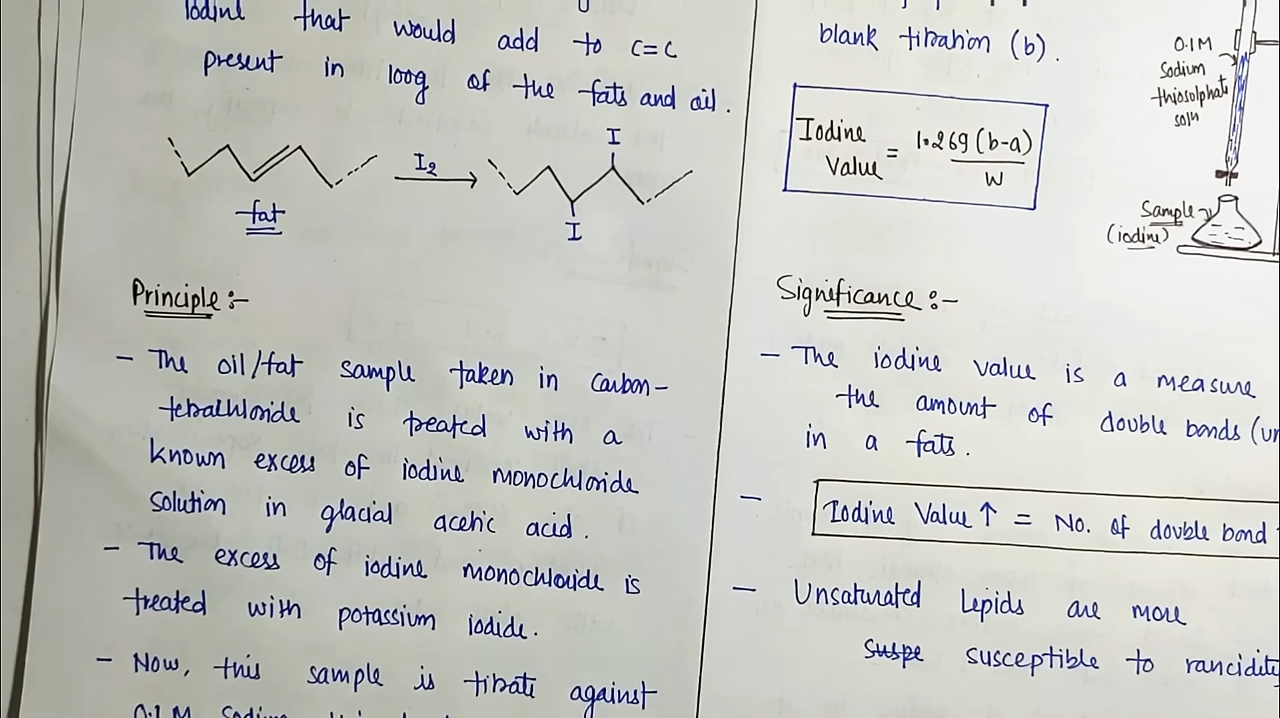 Iodine that would add to C=C
present in 100g of the fats and oil.
I₂
I
I
fat
Principle :-
- The oil/fat sample taken in carbon-
tetrachloride is treated with a
known excess of iodine monochloride
solution in glacial acetic acid.
- The excess of iodine monochloride is
treated with potassium iodide.
- Now, this sample is titrate against
0.1 M
blank titration (b).
Iodine Value = 1.269 (b-a) / W
0.1M
Sodium
thiosulphate
soln
Sample
(iodine)
Significance :-
- The iodine value is a measure
the amount of double bonds
in a fats.
- Iodine Value ↑ = No. of double bond
- Unsaturated Lepids are more
suspe susceptible to rancidity